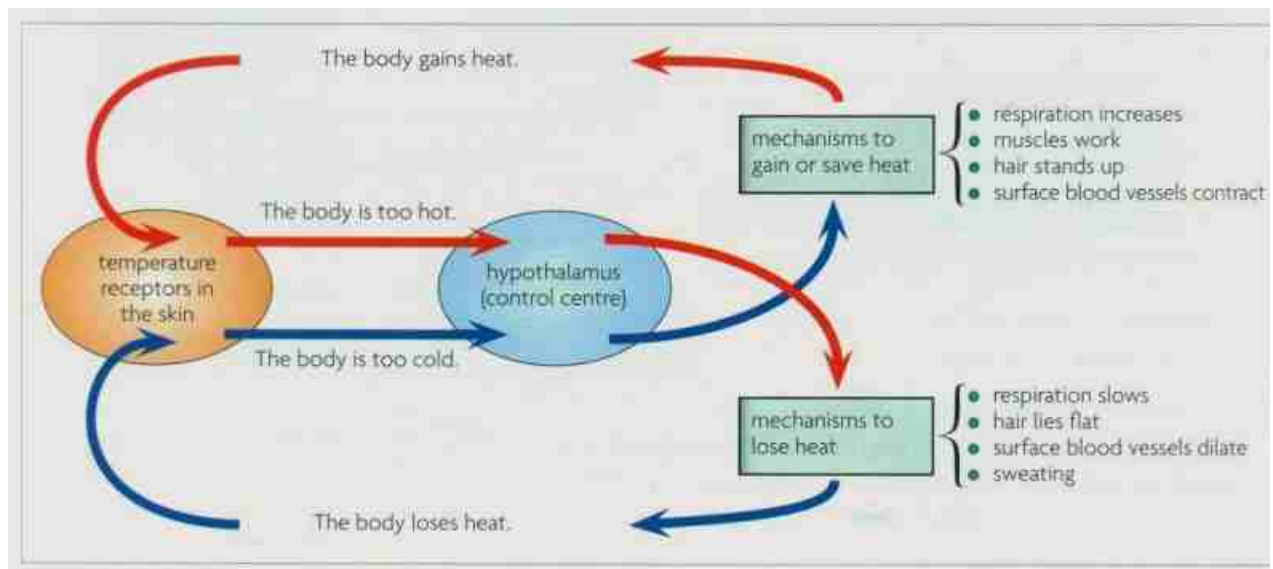 The body gains heat.
mechanisms to
gain or save heat
respiration increases
muscles work
hair stands up
surface blood vessels contract
The body is too hot.
temperature
receptors in
the skin
hypothalamus
(control centre)
The body is too cold.
mechanisms to
lose heat
respiration slows
hair lies flat
surface blood vessels dilate
sweating
The body loses heat.